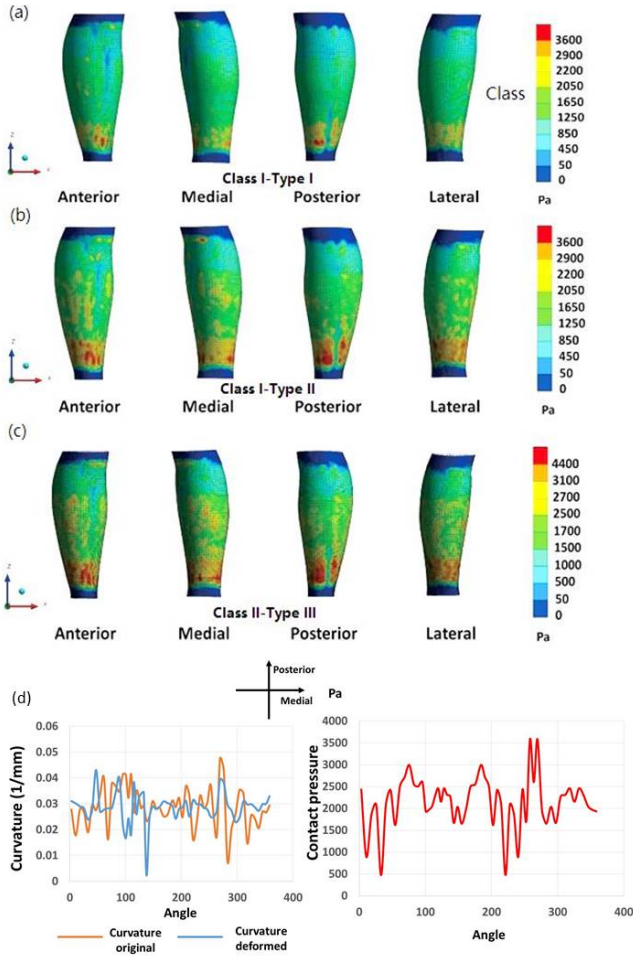 (a)
3600
2900
2200
2050
1650
1250
850
450
50
0
Pa
Class
z
x
Class I-Type I
Anterior Medial Posterior Lateral
(b)
3600
2900
2200
2050
1650
1250
850
450
50
0
Pa
z
x
Class I-Type II
Anterior Medial Posterior Lateral
(c)
4400
3100
2700
2500
1700
1500
1000
500
50
0
Pa
z
x
Class II-Type III
Anterior Medial Posterior Lateral
(d)
Posterior
Medial
Curvature (1/mm)
0.06
0.05
0.04
0.03
0.02
0.01
0
0 100 200 300 400
Angle
Curvature original
Curvature deformed
Pa
Contact pressure
4000
3500
3000
2500
2000
1500
1000
500
0
0 100 200 300 400
Angle